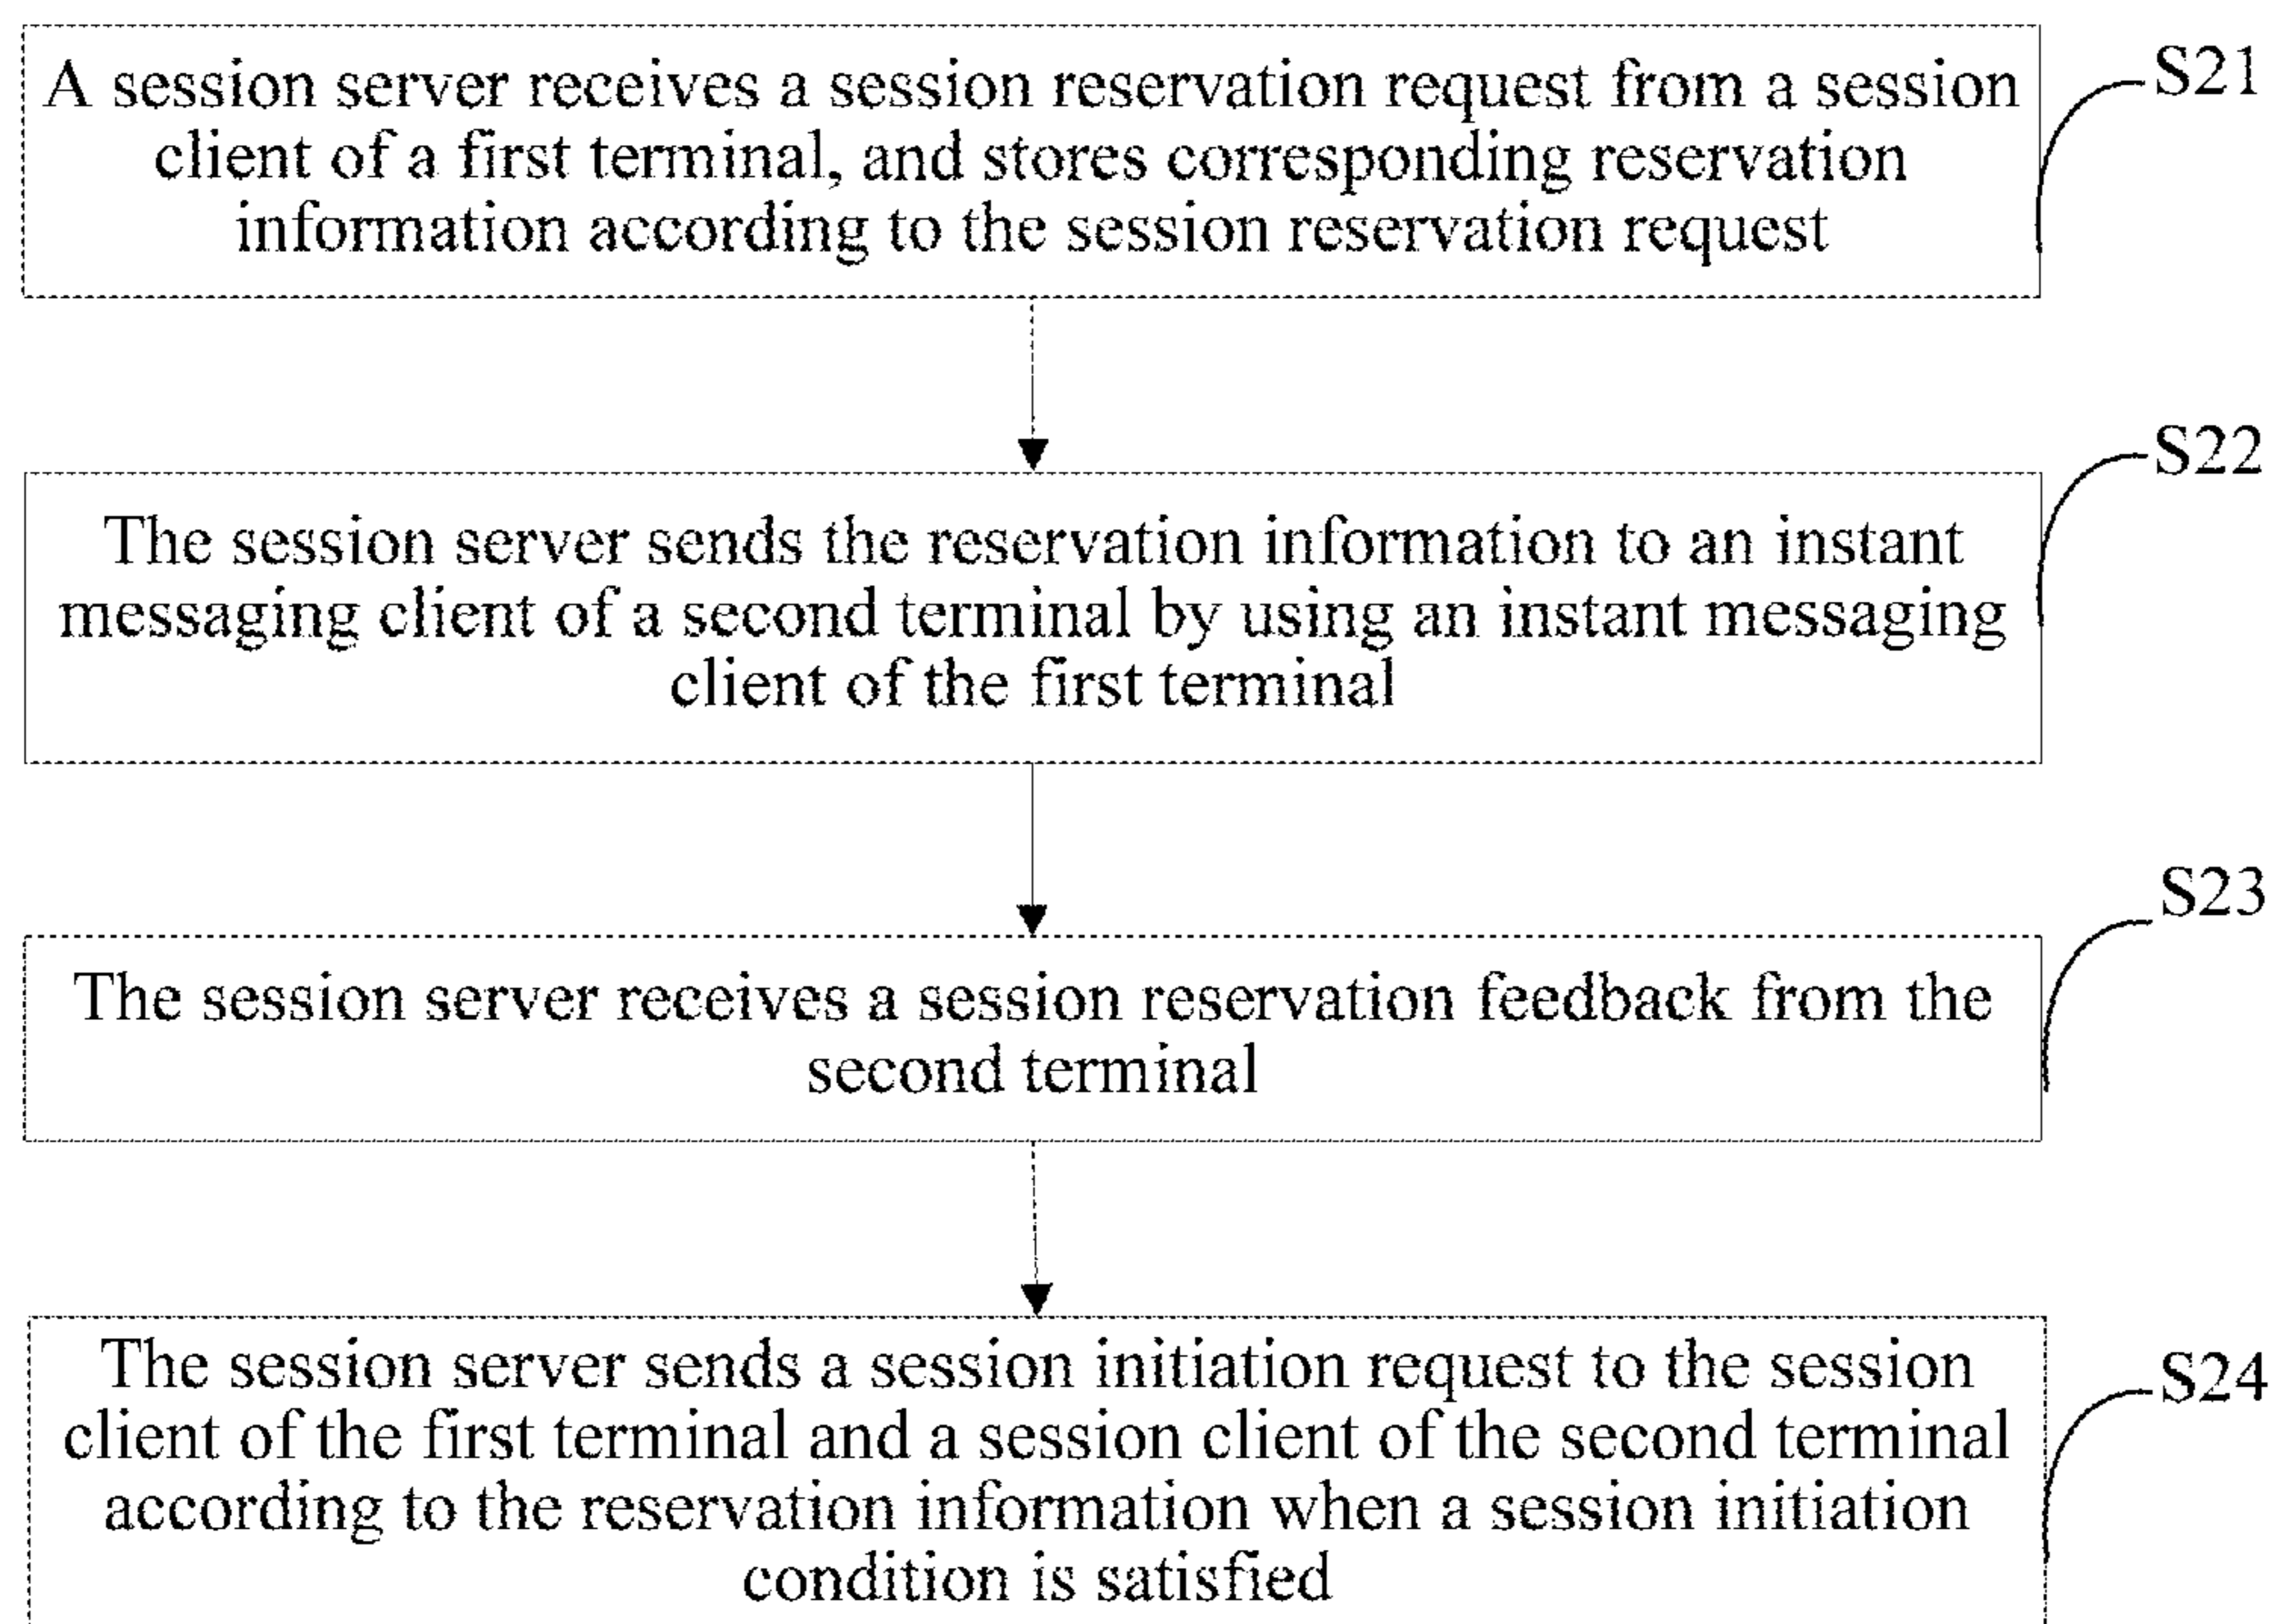 A session server receives a session reservation request from a session
client of a first terminal, and stores corresponding reservation
information according to the session reservation request
S21
The session server sends the reservation information to an instant
messaging client of a second terminal by using an instant messaging
client of the first terminal
S22
The session server receives a session reservation feedback from the
second terminal
S23
The session server sends a session initiation request to the session
client of the first terminal and a session client of the second terminal
according to the reservation information when a session initiation
condition is satisfied
S24